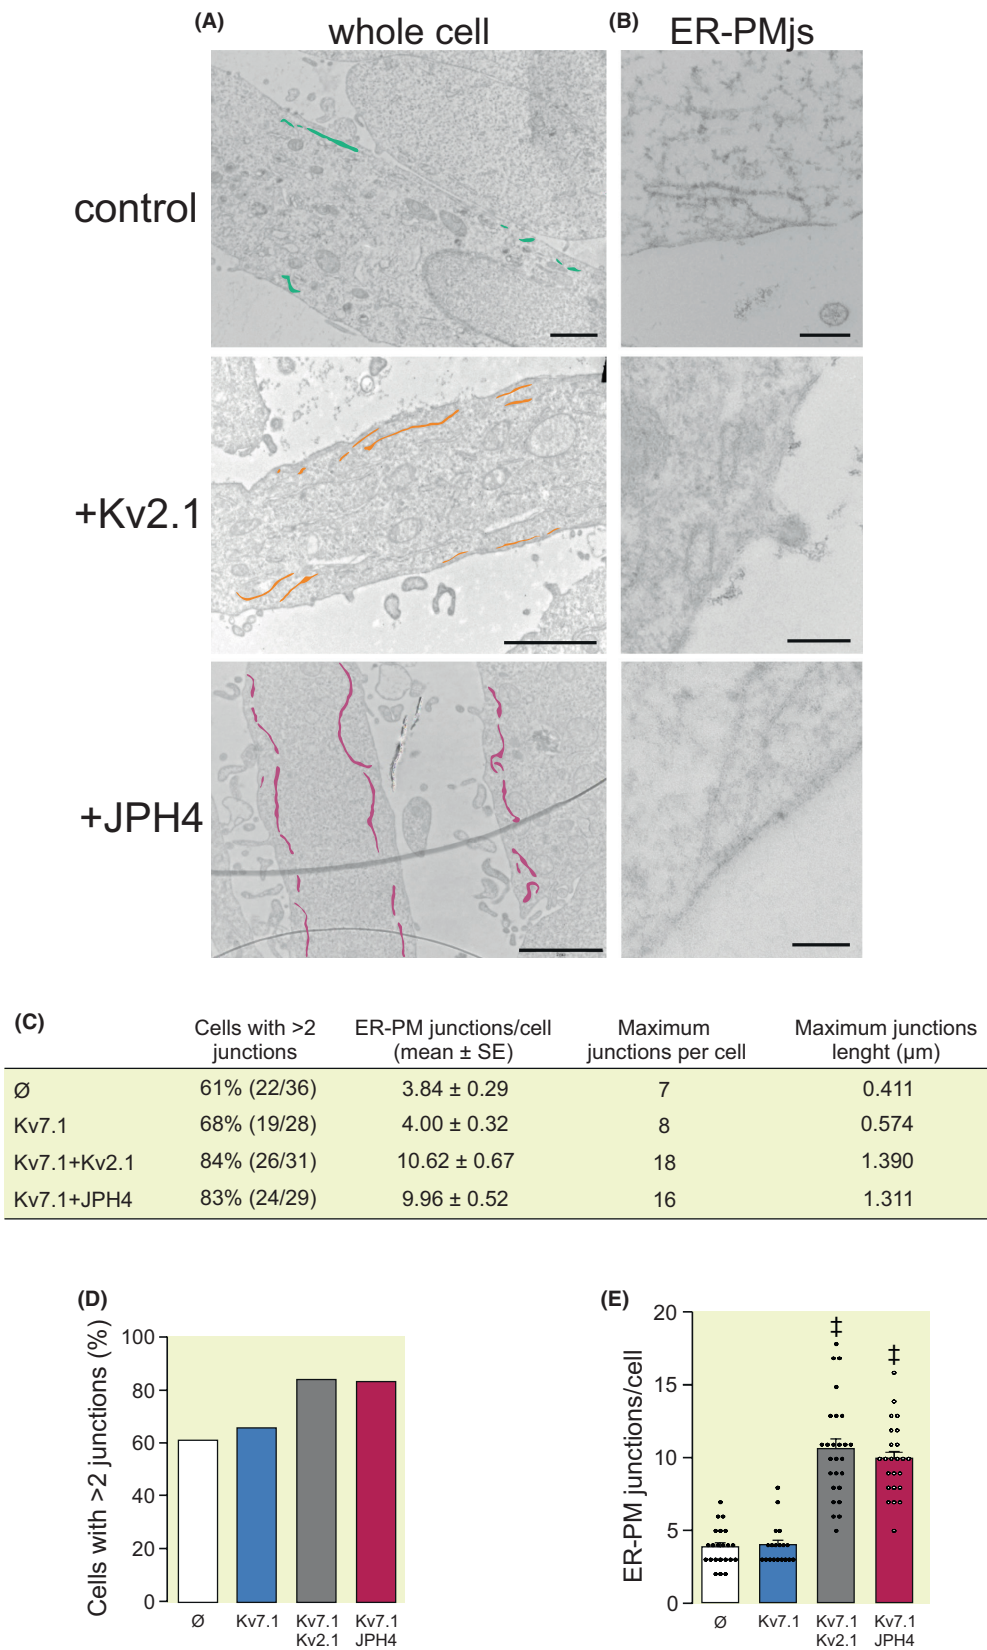 (A) whole cell (B) ER-PMjs
control
+Kv2.1
+JPH4
(C) Cells with >2 ER-PM junctions/cell Maximum Maximum junctions
junctions (mean ± SE) junctions per cell lenght (µm)
Ø 61% (22/36) 3.84 ± 0.29 7 0.411
Kv7.1 68% (19/28) 4.00 ± 0.32 8 0.574
Kv7.1+Kv2.1 84% (26/31) 10.62 ± 0.67 18 1.390
Kv7.1+JPH4 83% (24/29) 9.96 ± 0.52 16 1.311
(D)
Cells with >2 junctions (%)
100
80
60
40
20
0
Ø Kv7.1 Kv7.1 Kv7.1
Kv2.1 JPH4
(E)
ER-PM junctions/cell
20
15
10
5
0
‡ ‡
Ø Kv7.1 Kv7.1 Kv7.1
Kv2.1 JPH4